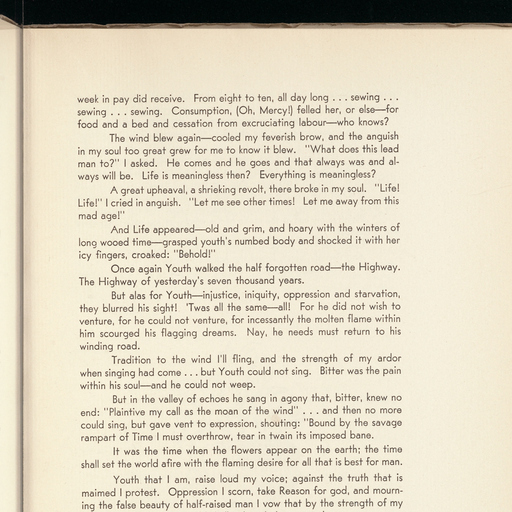 week in pay did receive. From eight to ten, all day long . . . sewing . . .
sewing . . . sewing. Consumption, (Oh, Mercy!) felled her, or else—for
food and a bed and cessation from excruciating labour—who knows?
The wind blew again—cooled my feverish brow, and the anguish
in my soul too great grew for me to know it blew. "What does this lead
man to?" I asked. He comes and he goes and that always was and al-
ways will be. Life is meaningless then? Everything is meaningless?
A great upheaval, a shrieking revolt, there broke in my soul. "Life!
Life!" I cried in anguish. "Let me see other times! Let me away from this
mad age!"
And Life appeared—old and grim, and hoary with the winters of
long wooed time—grasped youth's numbed body and shocked it with her
icy fingers, croaked: "Behold!"
Once again Youth walked the half forgotten road—the Highway.
The Highway of yesterday's seven thousand years.
But alas for Youth—injustice, iniquity, oppression and starvation,
they blurred his sight! 'Twas all the same—all! For he did not wish to
venture, for he could not venture, for incessantly the molten flame within
him scourged his flagging dreams. Nay, he needs must return to his
winding road.
Tradition to the wind I'll fling, and the strength of my ardor
when singing had come . . . but Youth could not sing. Bitter was the pain
within his soul—and he could not weep.
But in the valley of echoes he sang in agony that, bitter, knew no
end: "Plaintive my call as the moan of the wind" . . . and then no more
could sing, but gave vent to expression, shouting: "Bound by the savage
rampart of Time I must overthrow, tear in twain its imposed bane.
It was the time when the flowers appear on the earth; the time
shall set the world afire with the flaming desire for all that is best for man.
Youth that I am, raise loud my voice; against the truth that is
maimed I protest. Oppression I scorn, take Reason for god, and mourn-
ing the false beauty of half-raised man I vow that by the strength of my